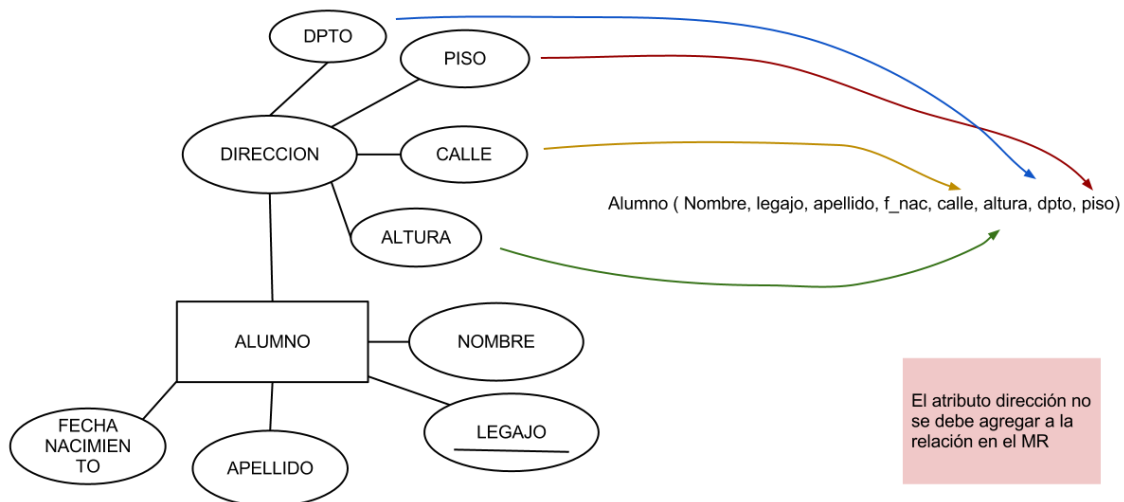 DPTO
PISO
DIRECCION
CALLE
Alumno ( Nombre, legajo, apellido, f_nac, calle, altura, dpto, piso)
ALTURA
ALUMNO
NOMBRE
El atributo dirección no
se debe agregar a la
relación en el MR
FECHA
NACIMIEN
TO
LEGAJO
APELLIDO